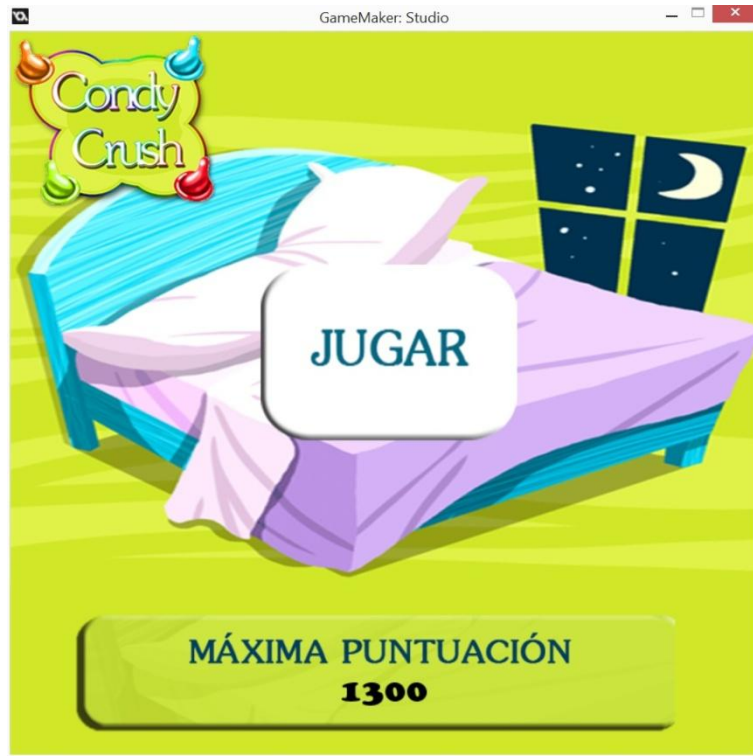 GameMaker: Studio
Condy
Crush
JUGAR
MÁXIMA PUNTUACIÓN
1300